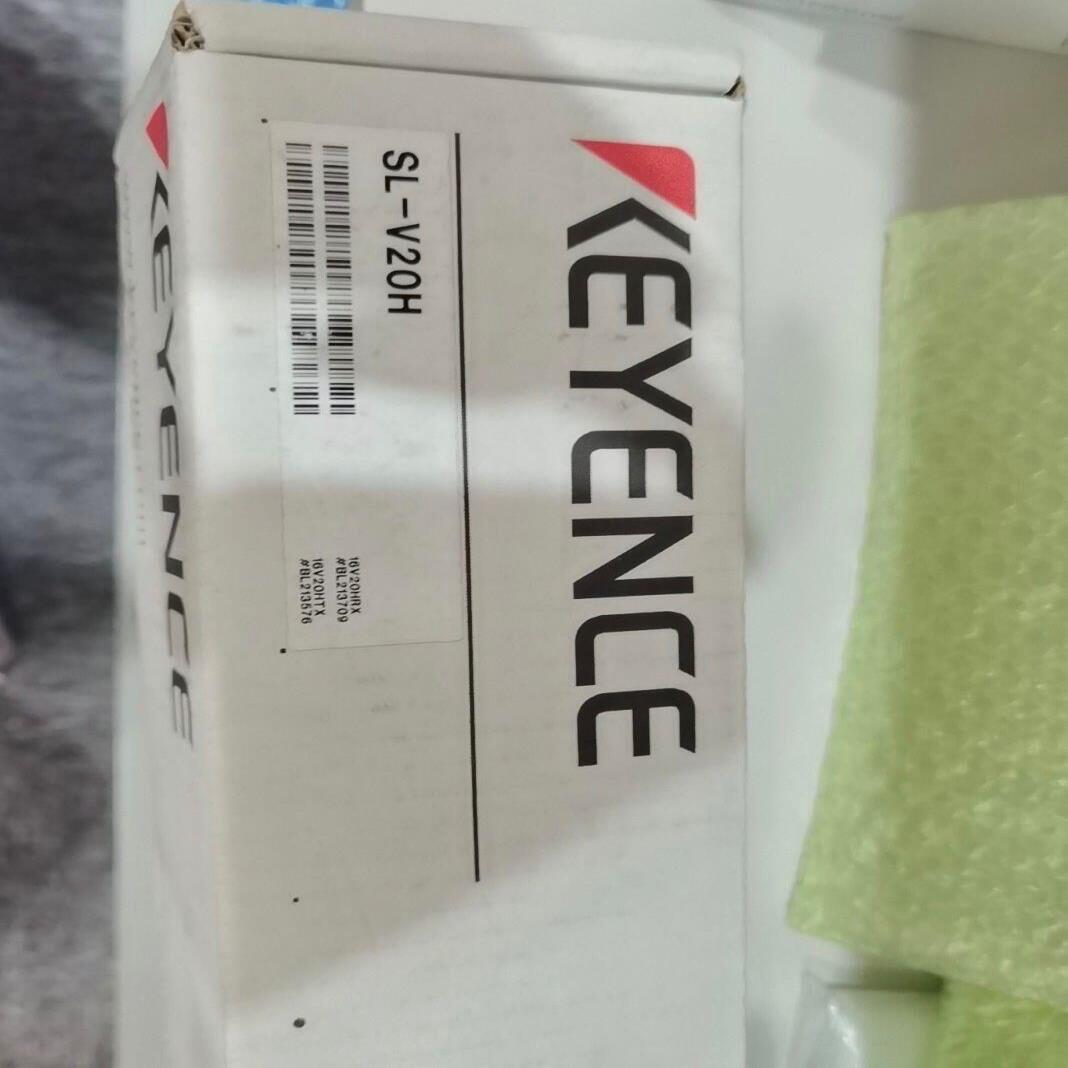 KEYENCE
SL-V20H
16V20HRX
#BL213709
16V20HTX
#BL213576
KEYENCE